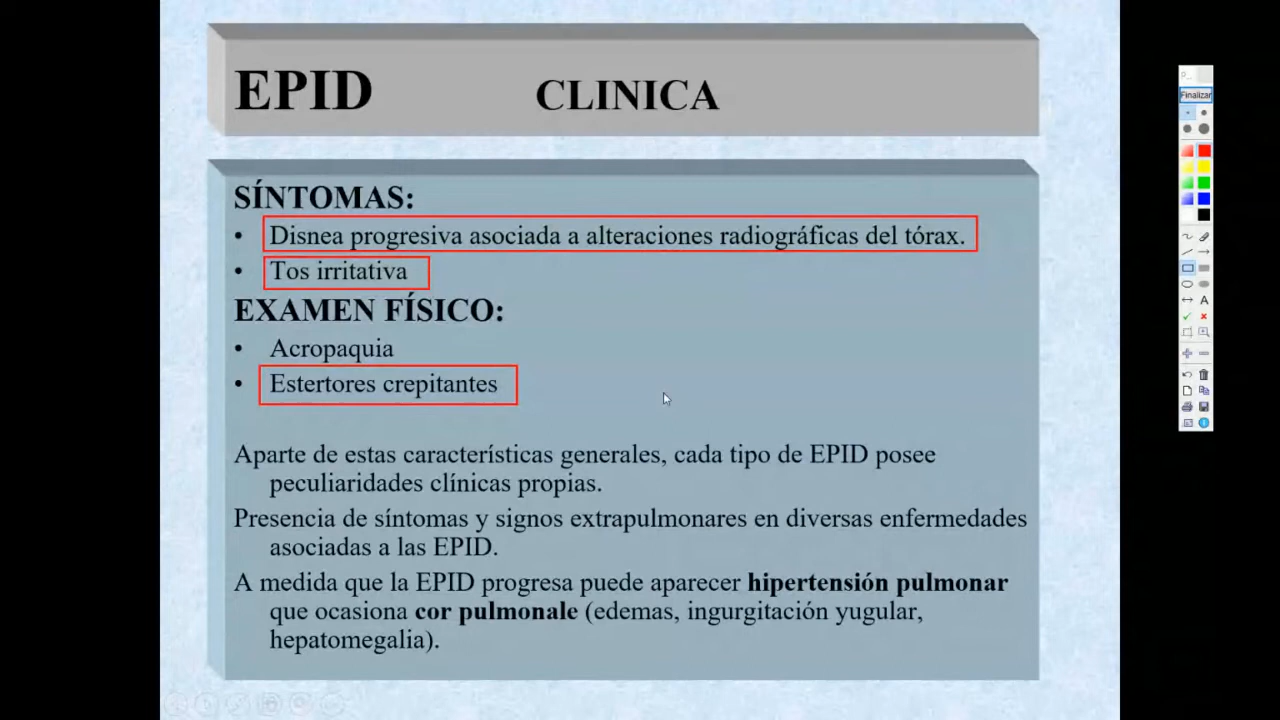 EPID CLINICA
SÍNTOMAS:
• Disnea progresiva asociada a alteraciones radiográficas del tórax.
• Tos irritativa
EXAMEN FÍSICO:
• Acropaquia
• Estertores crepitantes
Aparte de estas características generales, cada tipo de EPID posee
peculiaridades clínicas propias.
Presencia de síntomas y signos extrapulmonares en diversas enfermedades
asociadas a las EPID.
A medida que la EPID progresa puede aparecer hipertensión pulmonar
que ocasiona cor pulmonale (edemas, ingurgitación yugular,
hepatomegalia).
P...
Finalizar
A